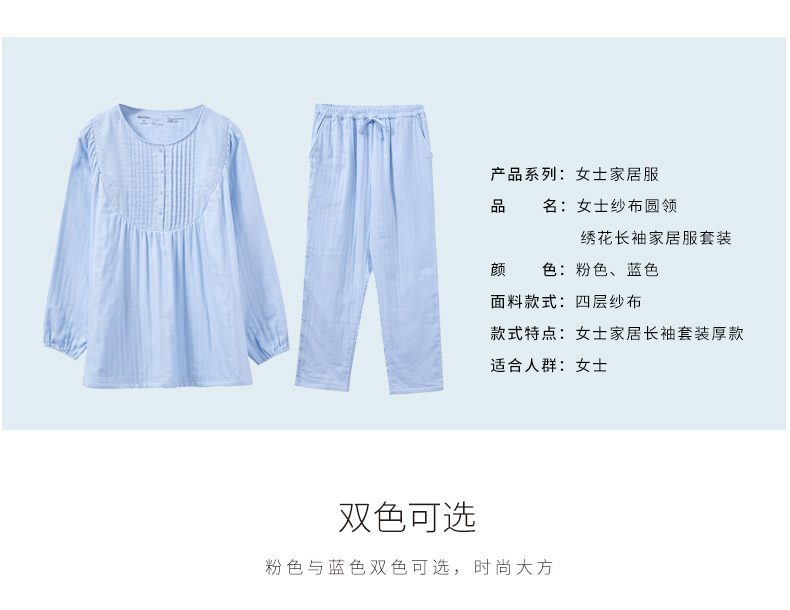 产品系列：女士家居服
品 名：女士纱布圆领
绣花长袖家居服套装
颜 色：粉色、蓝色
面料款式：四层纱布
款式特点：女士家居长袖套装厚款
适合人群：女士
双色可选
粉色与蓝色双色可选，时尚大方